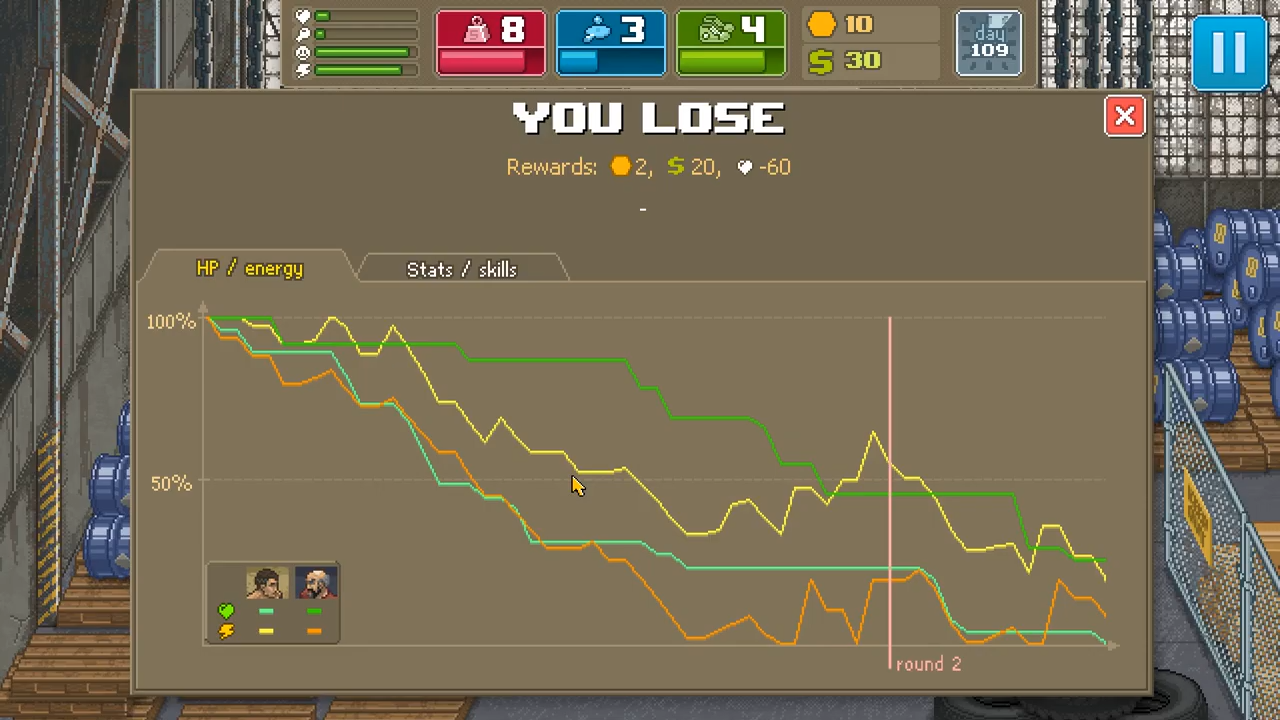 8
3
4
10
30
day
109
YOU LOSE
Rewards: 2, $ 20, -60
-
HP / energy
Stats / skills
100%
50%
round 2